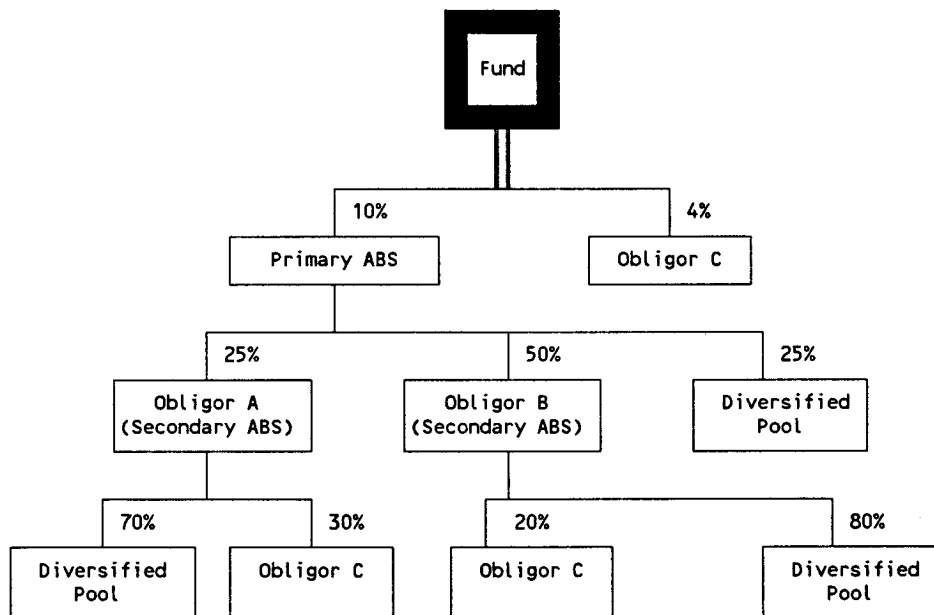 Fund
10%
4%
Primary ABS
Obligor C
25%
50%
25%
Obligor A
(Secondary ABS)
Obligor B
(Secondary ABS)
Diversified
Pool
70%
30%
20%
80%
Diversified
Pool
Obligor C
Obligor C
Diversified
Pool